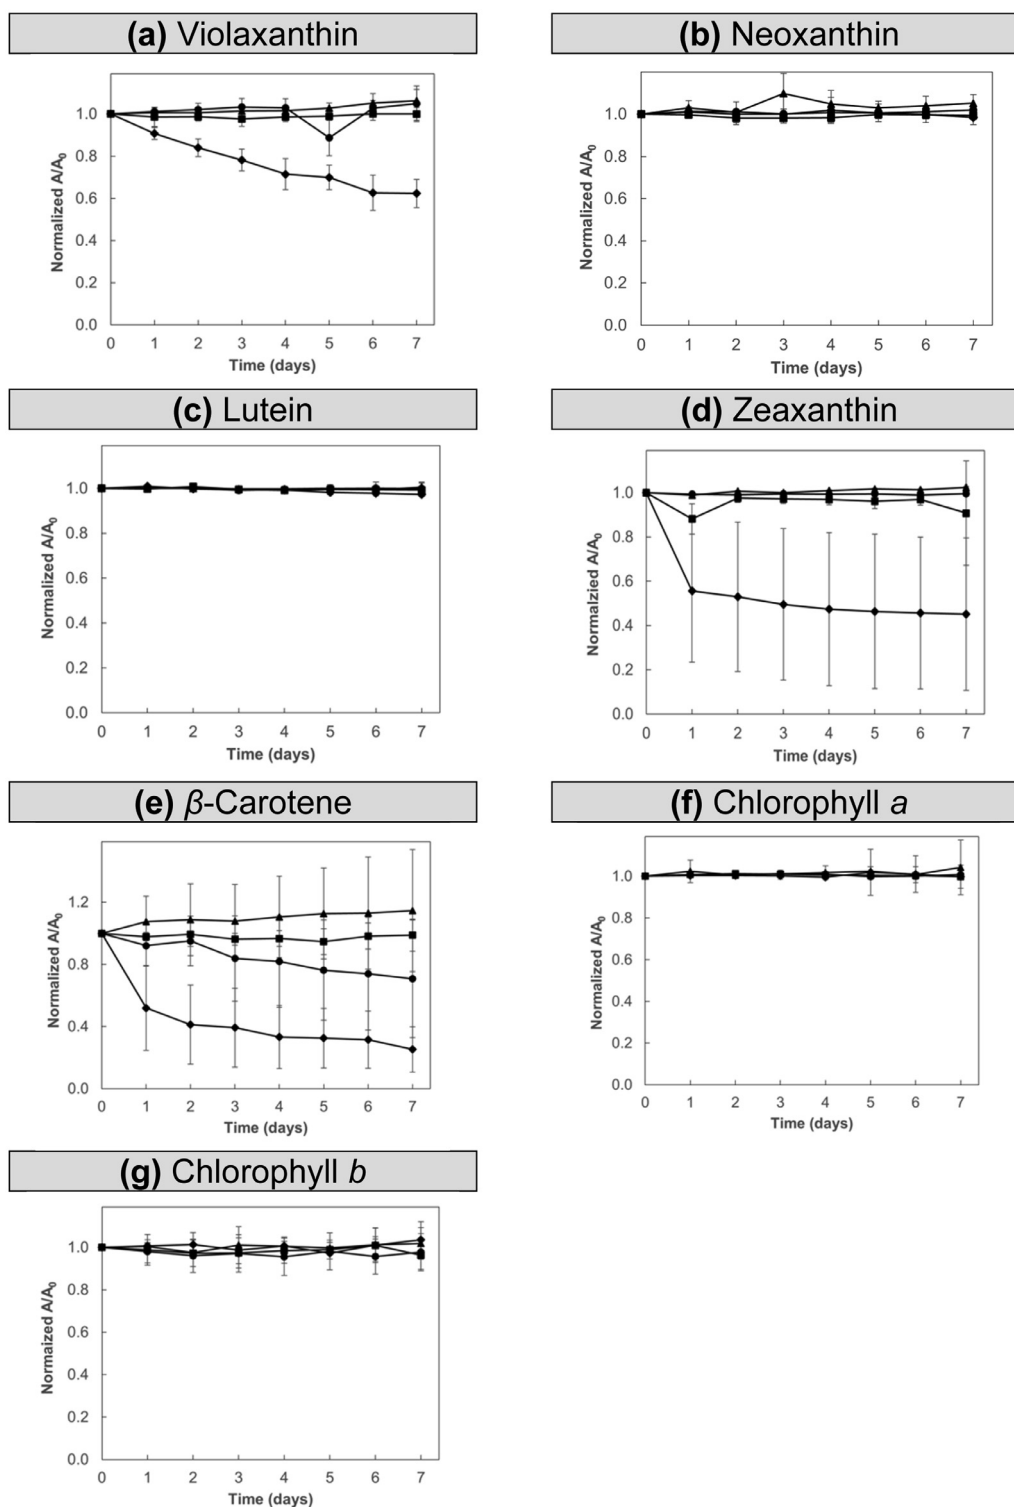 (a) Violaxanthin
Normalized A/A0
1.0
0.8
0.6
0.4
0.2
0.0
0 1 2 3 4 5 6 7
Time (days)
(b) Neoxanthin
Normalized A/A0
1.0
0.8
0.6
0.4
0.2
0.0
0 1 2 3 4 5 6 7
Time (days)
(c) Lutein
Normalized A/A0
1.0
0.8
0.6
0.4
0.2
0.0
0 1 2 3 4 5 6 7
Time (days)
(d) Zeaxanthin
Normalzied A/A0
1.0
0.8
0.6
0.4
0.2
0.0
0 1 2 3 4 5 6 7
Time (days)
(e) β-Carotene
Normalized A/A0
1.2
1.0
0.8
0.4
0.0
0 1 2 3 4 5 6 7
Time (days)
(f) Chlorophyll a
Normalized A/A0
1.0
0.8
0.6
0.4
0.2
0.0
0 1 2 3 4 5 6 7
Time (days)
(g) Chlorophyll b
Normaized A/A0
1.0
0.8
0.6
0.4
0.2
0.0
0 1 2 3 4 5 6 7
Time (days)